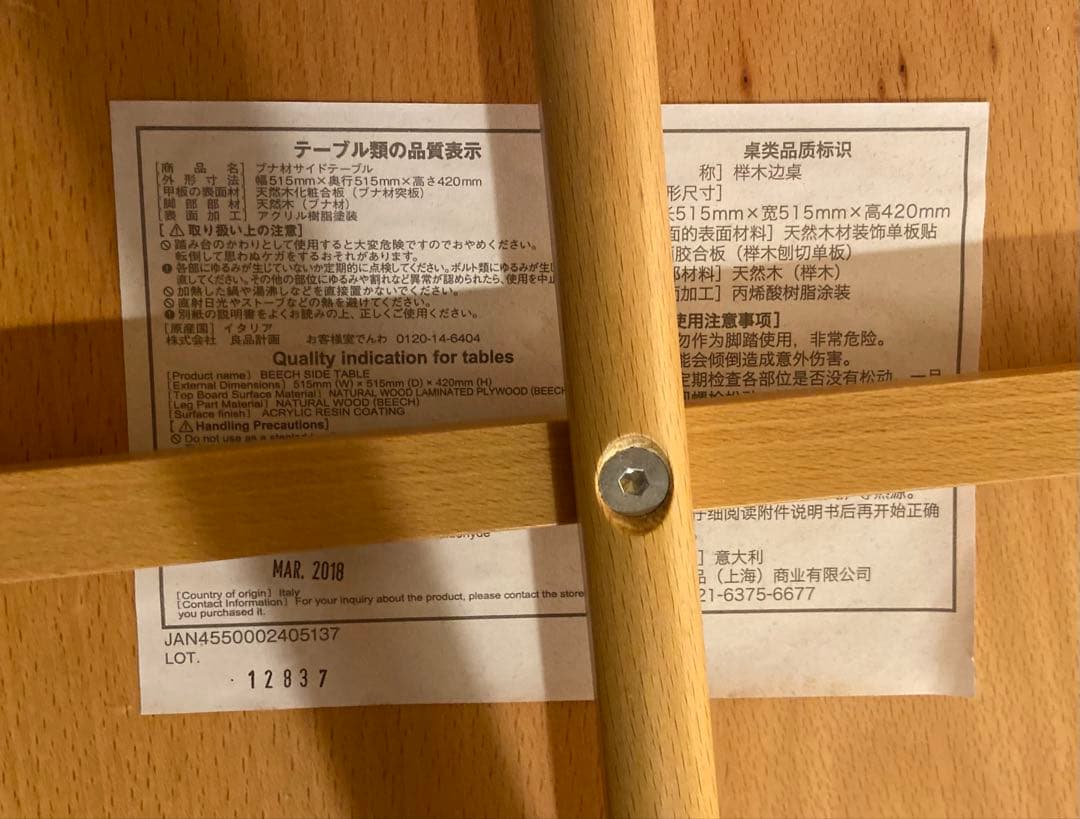 テーブル類の品質表示
[商品名] ブナ材サイドテーブル
[外形寸法] 幅515mm×奥行515mm×高さ420mm
[甲板の表面材] 天然木化粧合板（ブナ材突板）
[脚部部材] 天然木（ブナ材）
[表面加工] アクリル樹脂塗装
[⚠取り扱い上の注意]
踏み台のかわりとして使用すると大変危険ですのでおやめください。
転倒して思わぬケガをするおそれがあります。
各部にゆるみが生じていないか定期的に点検してください。ボルト類にゆるみが生
直してください。その他の部位にゆるみや割れなど異常が認められたら、使用を中
加熱した鍋や湯沸しなどを直接置かないでください。
直射日光やストーブなどの熱を避けてください。
別紙の説明書をよくお読みの上、正しくご使用ください。
[原産国] イタリア
株式会社 良品計画 お客様室でんわ 0120-14-6404
Quality indication for tables
[Product name] BEECH SIDE TABLE
[External Dimensions] 515mm (W) × 515mm (D) × 420mm (H)
[Top Board Surface Material] NATURAL WOOD LAMINATED PLYWOOD (BEECH
[Leg Part Material] NATURAL WOOD (BEECH)
[Surface finish] ACRYLIC RESIN COATING
[⚠Handling Precautions]
Do not use as a
MAR. 2018
[Country of origin] Italy
[Contact Information] For your inquiry about the product, please contact the store
you purchased it.
JAN4550002405137
LOT.
12837
桌类品质标识
称] 榉木边桌
形尺寸]
515mm×宽515mm×高420mm
面的表面材料] 天然木材装饰单板贴
胶合板（榉木刨切单板）
材料] 天然木（榉木）
加工] 丙烯酸树脂涂装
使用注意事项]
勿作为脚踏使用，非常危险。
能会倾倒造成意外伤害。
定期检查各部位是否没有松动，一旦
细阅读附件说明书后再开始正确
] 意大利
品（上海）商业有限公司
21-6375-6677